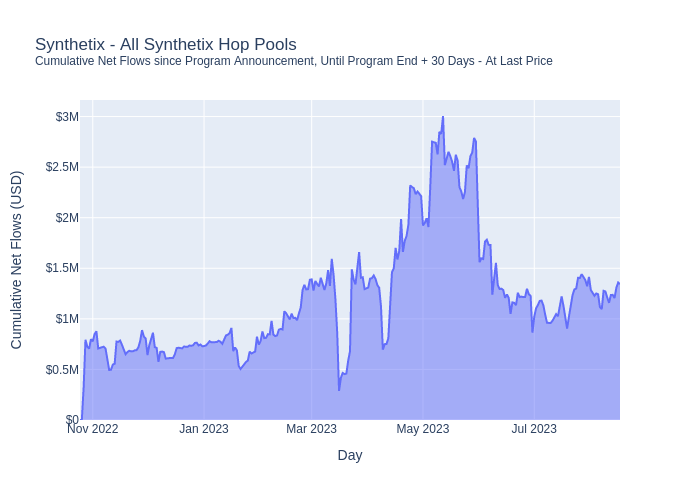 Synthetix - All Synthetix Hop Pools
Cumulative Net Flows since Program Announcement, Until Program End + 30 Days - At Last Price
Cumulative Net Flows (USD)
$3M
$2.5M
$2M
$1.5M
$1M
$0.5M
$0
Nov 2022
Jan 2023
Mar 2023
May 2023
Jul 2023
Day